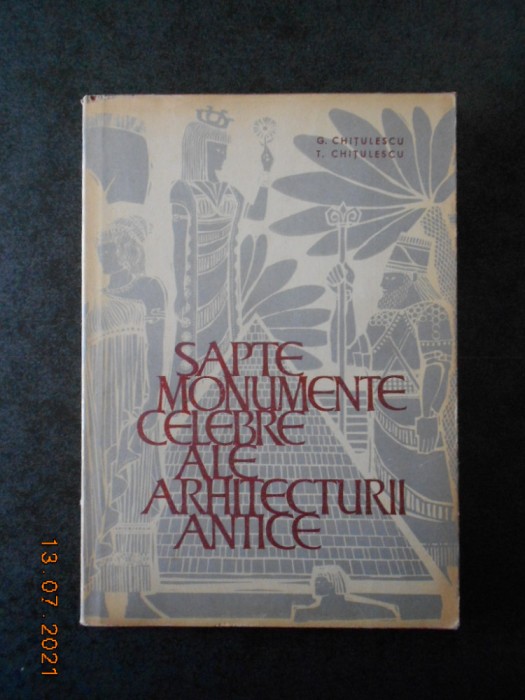 G. CHIȚULESCU
T. CHIȚULESCU
SAPTE
MONUMENTE
CELEBRE
ALE
ARHITECTURII
ANTICE
13.07.2021